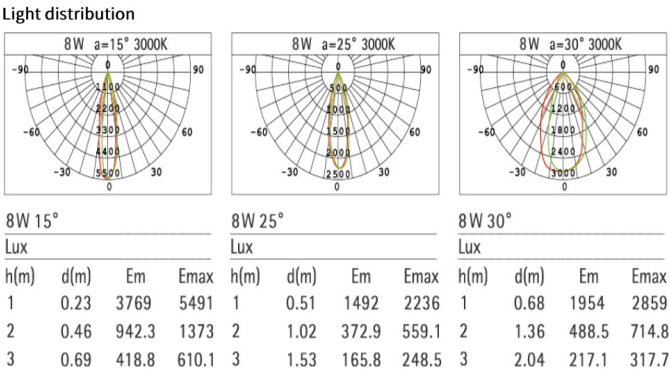 Light distribution
8W a=15° 3000K
-90 0 90
1100
2200
-60 3300 60
4400
-30 5500 30
0
8W a=25° 3000K
-90 0 90
500
1000
-60 1500 60
2000
-30 2500 30
0
8W a=30° 3000K
-90 0 90
600
1200
-60 1800 60
2400
-30 3000 30
0
8W 15°
Lux
h(m) d(m) Em Emax
1 0.23 3769 5491
2 0.46 942.3 1373
3 0.69 418.8 610.1
8W 25°
Lux
h(m) d(m) Em Emax
1 0.51 1492 2236
2 1.02 372.9 559.1
3 1.53 165.8 248.5
8W 30°
Lux
h(m) d(m) Em Emax
1 0.68 1954 2859
2 1.36 488.5 714.8
3 2.04 217.1 317.7